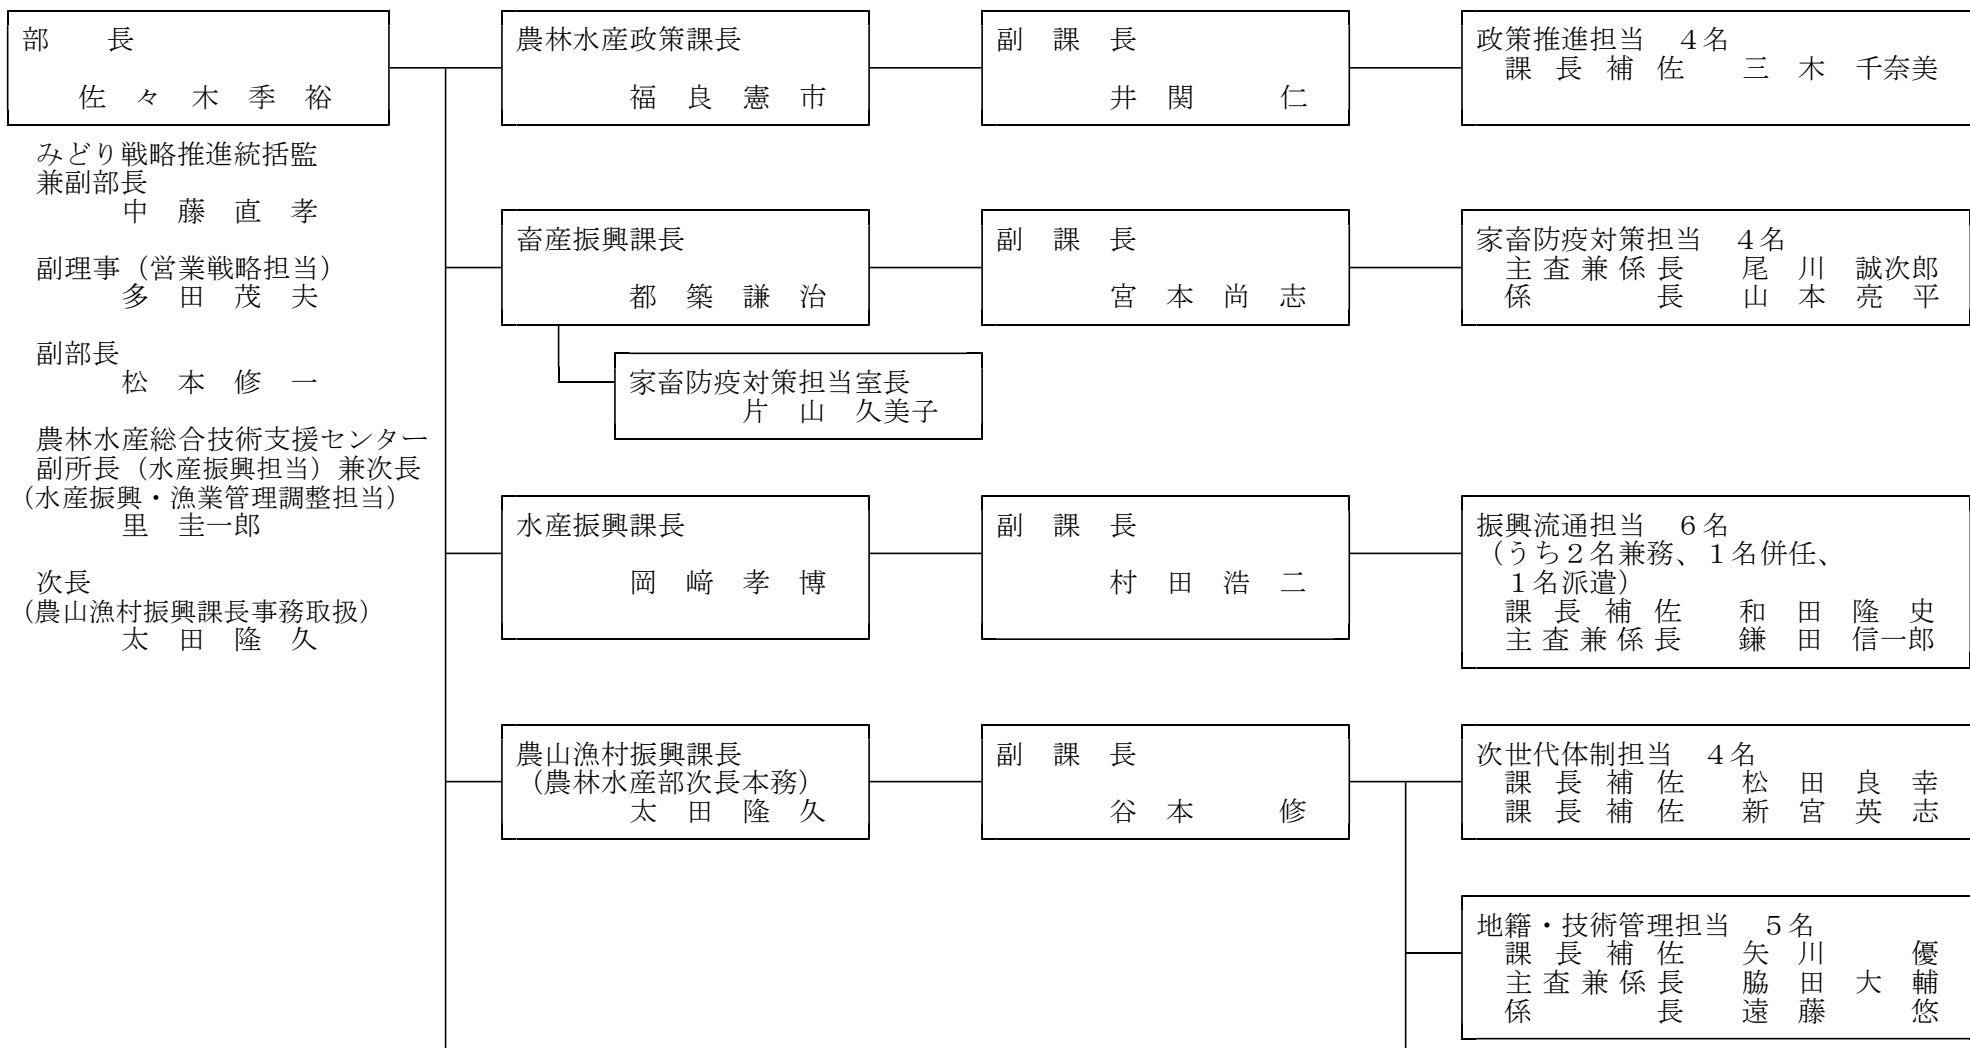 部　　長
佐　々　木　季　裕
みどり戦略推進統括監
兼副部長
中　藤　直　孝
副理事（営業戦略担当）
多　田　茂　夫
副部長
松　本　修　一
農林水産総合技術支援センター
副所長（水産振興担当）兼次長
（水産振興・漁業管理調整担当）
里　圭一郎
次長
（農山漁村振興課長事務取扱）
太　田　隆　久
農林水産政策課長
福　良　憲　市
副　課　長
井　関　　　仁
政策推進担当　４名
課　長　補　佐　　三　木　千奈美
畜産振興課長
都　築　謙　治
副　課　長
宮　本　尚　志
家畜防疫対策担当　４名
主 査 兼 係 長　　尾　川　誠次郎
係　　　　　長　　山　本　亮　平
家畜防疫対策担当室長
片　山　久美子
水産振興課長
岡　﨑　孝　博
副　課　長
村　田　浩　二
振興流通担当　６名
（うち２名兼務、１名併任、
１名派遣）
課　長　補　佐　　和　田　隆　史
主 査 兼 係 長　　鎌　田　信一郎
農山漁村振興課長
（農林水産部次長本務）
太　田　隆　久
副　課　長
谷　本　　　修
次世代体制担当　４名
課　長　補　佐　　松　田　良　幸
課　長　補　佐　　新　宮　英　志
地籍・技術管理担当　５名
課　長　補　佐　　矢　川　　　優
主 査 兼 係 長　　脇　田　大　輔
係　　　　　長　　遠　藤　　　悠